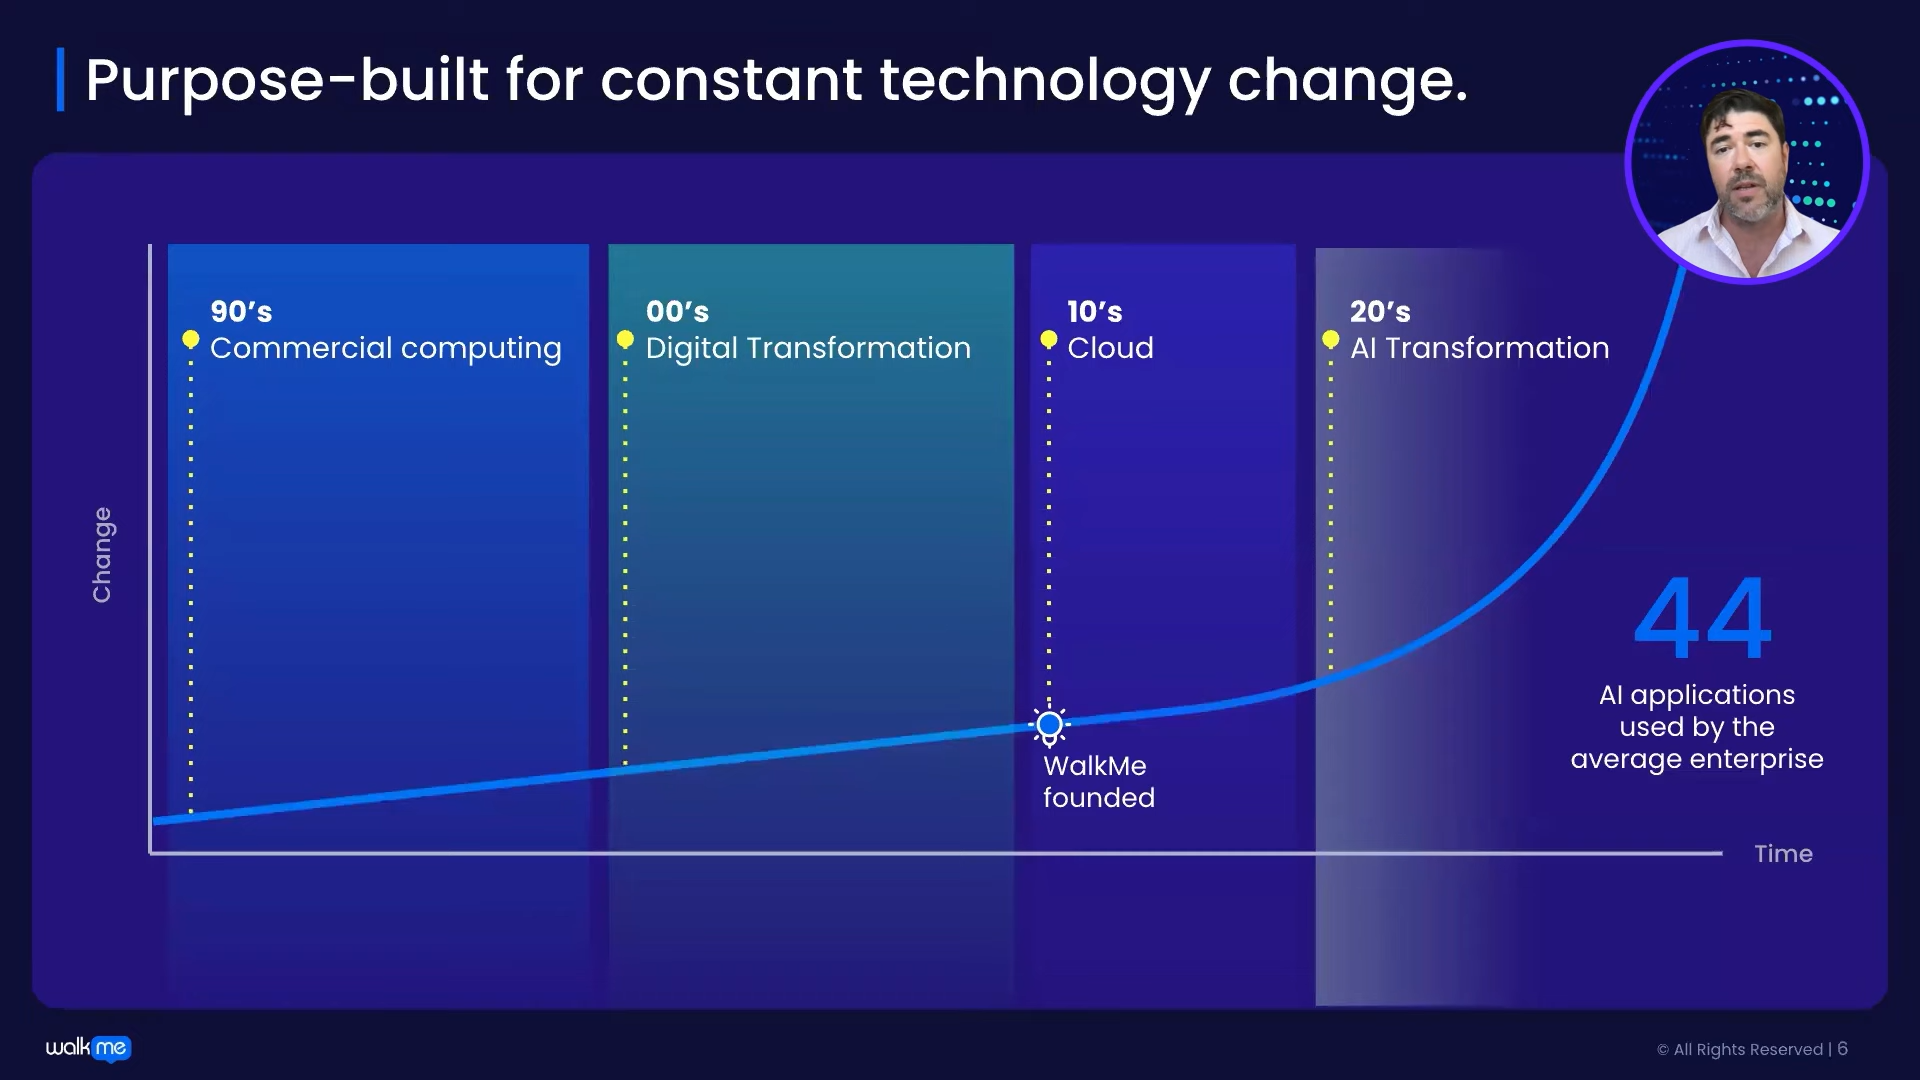 Purpose-built for constant technology change.
90’s
Commercial computing
00’s
Digital Transformation
10’s
Cloud
20’s
AI Transformation
Change
44
AI applications
used by the
average enterprise
WalkMe
founded
Time
walkme
© All Rights Reserved | 6